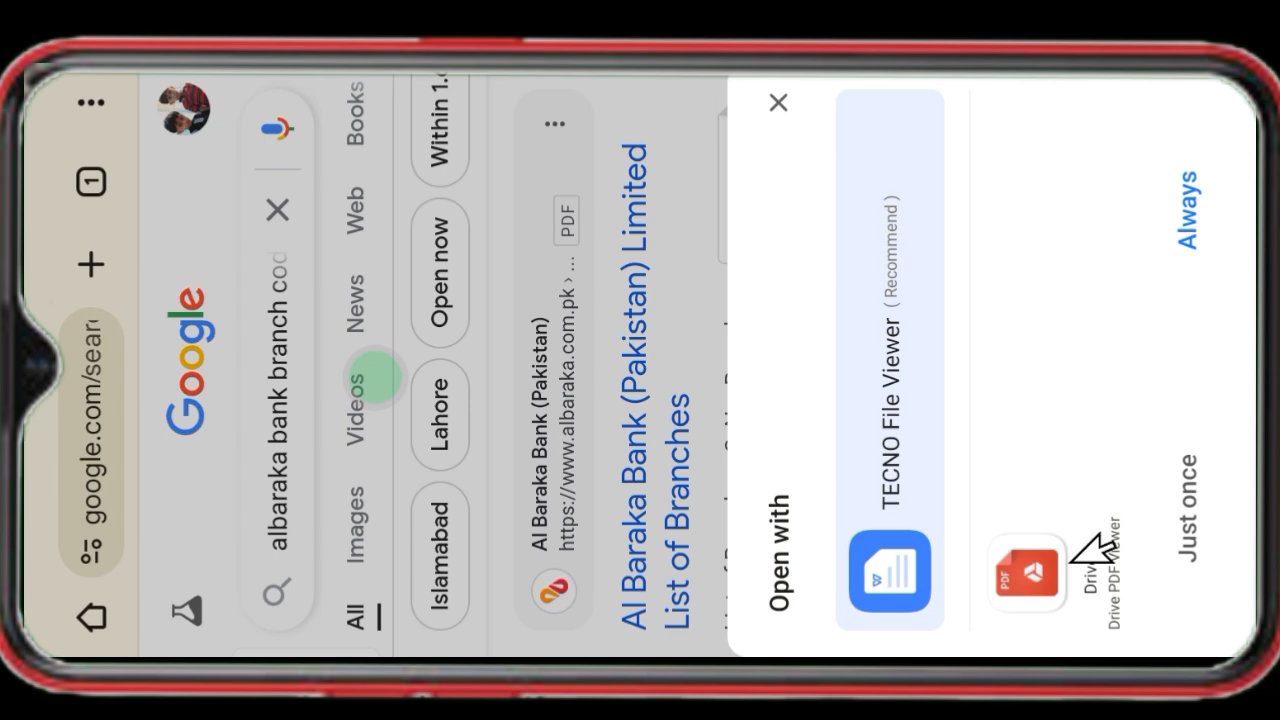 google.com/sear
1
Google
albaraka bank branch cod
All Images Videos News Web Books
Islamabad Lahore Open now Within 1.
Al Baraka Bank (Pakistan)
https://www.albaraka.com.pk › ... PDF
Al Baraka Bank (Pakistan) Limited
List of Branches
Open with
TECNO File Viewer ( Recommend )
PDF
Drive PDF Viewer
Just once Always